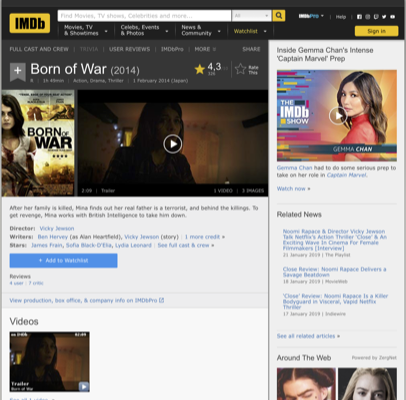 IMDb
Find Movies, TV shows, Celebrities and more...
All
IMDbPro
Help
Movies, TV
& Showtimes
Celebs, Events
& Photos
News &
Community
Watchlist
Sign in
FULL CAST AND CREW
TRIVIA
USER REVIEWS
IMDbPro
MORE
SHARE
Born of War (2014)
4,3
Rate
This
1h 49min
Action, Drama, Thriller
1 February 2014 (Japan)
BORN
OF
WAR
2:09
Trailer
1 VIDEO
3 IMAGES
After her family is killed, Mina finds out her real father is a terrorist, and behind the killings. To
get revenge, Mina works with British Intelligence to take him down.
Director: Vicky Jewson
Writers: Ben Hervey (as Alan Heartfield), Vicky Jewson (story) | 1 more credit »
Stars: James Frain, Sofia Black-D'Elia, Lydia Leonard | See full cast & crew »
+ Add to Watchlist
Reviews
4 user | 7 critic
View production, box office, & company info on IMDbPro
Videos
Trailer
Born of War
Inside Gemma Chan's Intense
'Captain Marvel' Prep
THE
IMDb
SHOW
GEMMA CHAN
Gemma Chan had to do some serious prep to
take on her role in Captain Marvel.
Watch now »
Related News
Noomi Rapace & Director Vicky Jewson
Talk Netflix's Action Thriller 'Close' & An
Exciting Wave In Cinema For Female
Filmmakers [Interview]
21 January 2019 | The Playlist
Close Review: Noomi Rapace Delivers a
Savage Beatdown
18 January 2019 | MovieWeb
'Close' Review: Noomi Rapace Is a Killer
Bodyguard in Visceral, Vapid Netflix
Thriller
17 January 2019 | Indiewire
See all related articles »
Around The Web
Powered by ZergNet